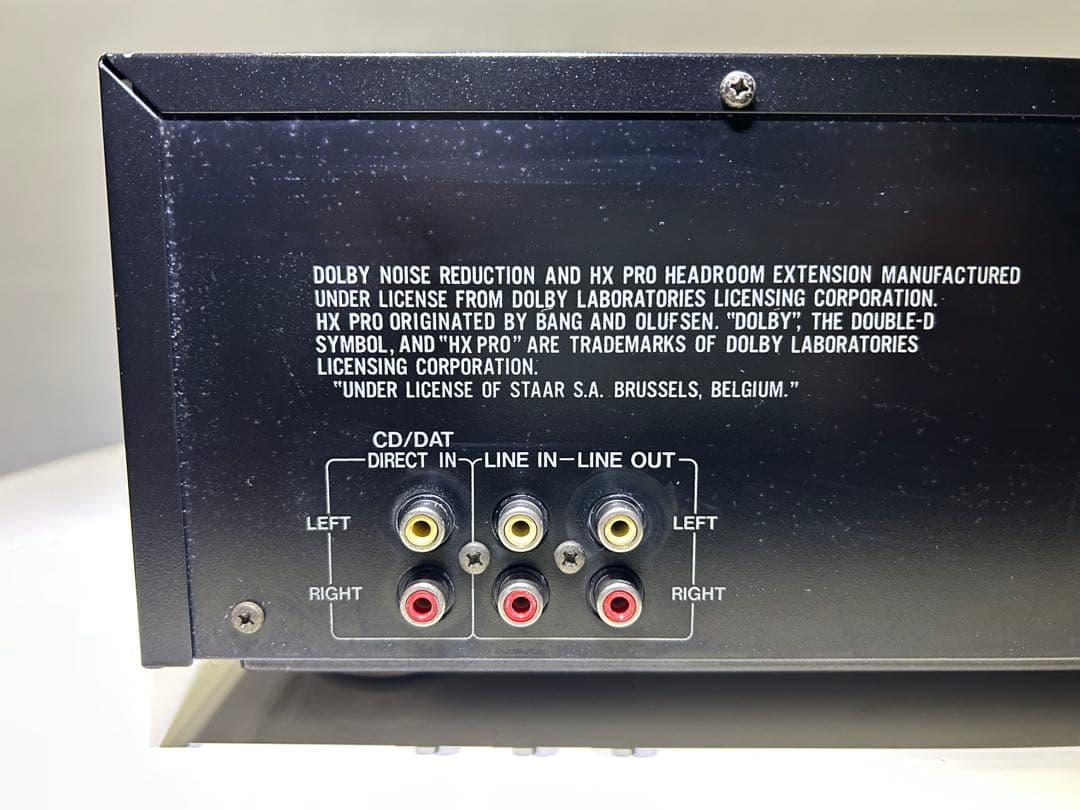 DOLBY NOISE REDUCTION AND HX PRO HEADROOM EXTENSION MANUFACTURED
UNDER LICENSE FROM DOLBY LABORATORIES LICENSING CORPORATION.
HX PRO ORIGINATED BY BANG AND OLUFSEN. "DOLBY", THE DOUBLE-D
SYMBOL, AND "HX PRO" ARE TRADEMARKS OF DOLBY LABORATORIES
LICENSING CORPORATION.
"UNDER LICENSE OF STAAR S.A. BRUSSELS, BELGIUM."
CD/DAT
DIRECT IN LINE IN LINE OUT
LEFT LEFT
RIGHT RIGHT